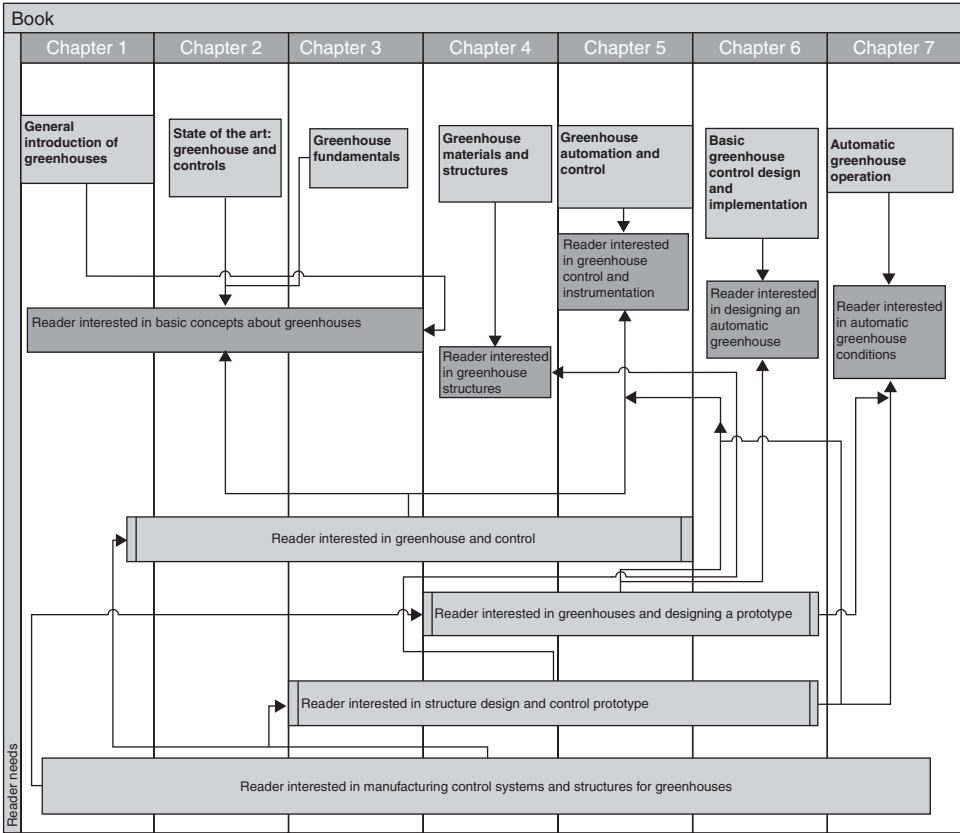 Book
Chapter 1
Chapter 2
Chapter 3
Chapter 4
Chapter 5
Chapter 6
Chapter 7
General
introduction of
greenhouses
State of the art:
greenhouse and
controls
Greenhouse
fundamentals
Greenhouse
materials and
structures
Greenhouse
automation and
control
Basic
greenhouse
control design
and
implementation
Automatic
greenhouse
operation
Reader interested
in greenhouse
control and
instrumentation
Reader interested
in designing an
automatic
greenhouse
Reader interested
in automatic
greenhouse
conditions
Reader interested in basic concepts about greenhouses
Reader interested
in greenhouse
structures
Reader interested in greenhouse and control
Reader interested in greenhouses and designing a prototype
Reader interested in structure design and control prototype
Reader interested in manufacturing control systems and structures for greenhouses
Reader needs